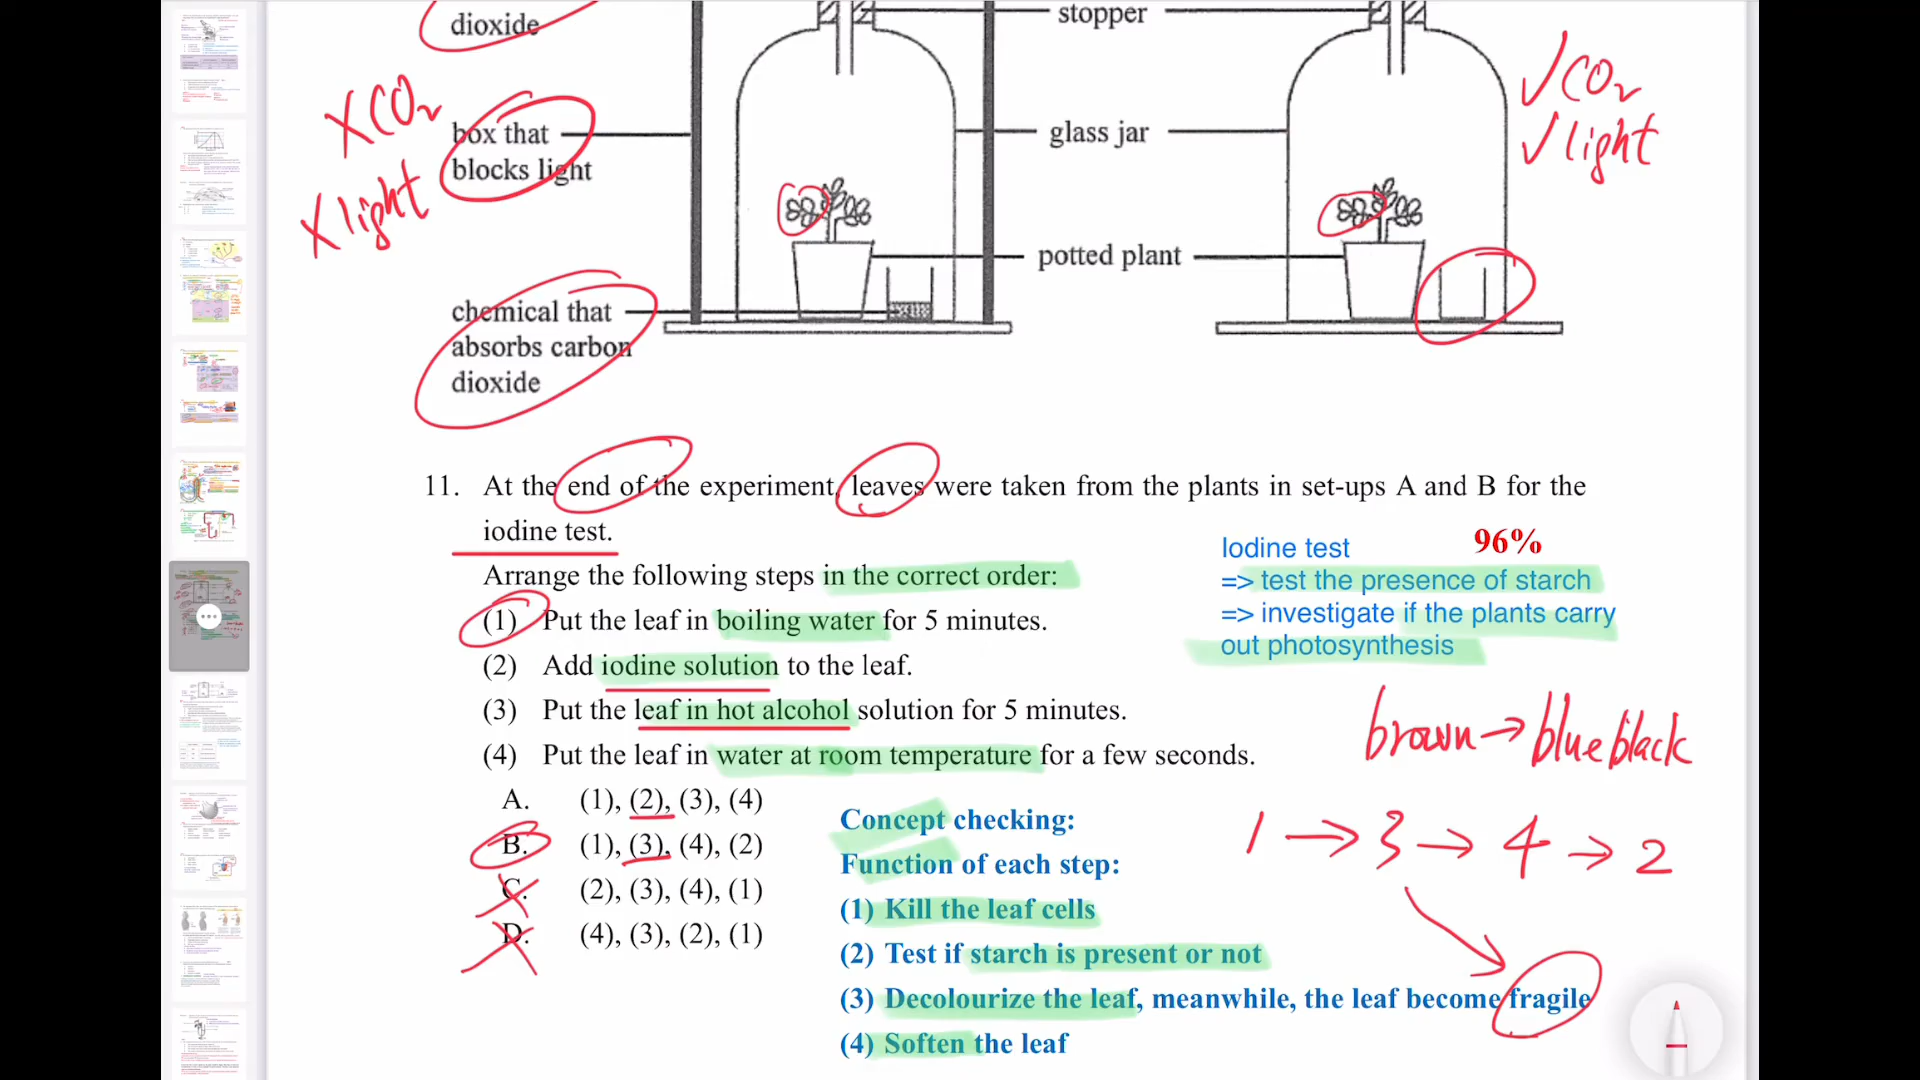 dioxide
stopper
XCO₂
box that
blocks light
glass jar
✓CO₂
✓light
X light
potted plant
chemical that
absorbs carbon
dioxide
11. At the end of the experiment, leaves were taken from the plants in set-ups A and B for the
iodine test.
Iodine test 96%
Arrange the following steps in the correct order:
=> test the presence of starch
(1) Put the leaf in boiling water for 5 minutes.
=> investigate if the plants carry
out photosynthesis
(2) Add iodine solution to the leaf.
(3) Put the leaf in hot alcohol solution for 5 minutes.
brown → blue black
(4) Put the leaf in water at room temperature for a few seconds.
A. (1), (2), (3), (4)
B. (1), (3), (4), (2)
C. (2), (3), (4), (1)
D. (4), (3), (2), (1)
1 → 3 → 4 → 2
Concept checking:
Function of each step:
(1) Kill the leaf cells
(2) Test if starch is present or not
(3) Decolourize the leaf, meanwhile, the leaf become fragile
(4) Soften the leaf